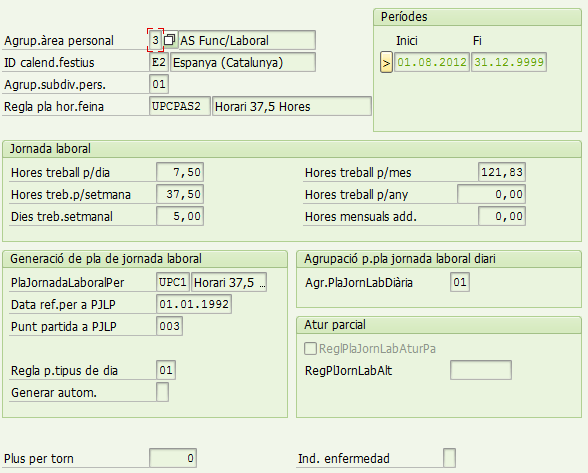 Períodes
Agrup.àrea personal 3 AS Func/Laboral
Inici Fi
ID calend.festius E2 Espanya (Catalunya)
> 01.08.2012 31.12.9999
Agrup.subdiv.pers. 01
Regla pla hor.feina UPCPAS2 Horari 37,5 Hores
Jornada laboral
Hores treball p/dia 7,50 Hores treball p/mes 121,83
Hores treb.p/setmana 37,50 Hores treball p/any 0,00
Dies treb.setmanal 5,00 Hores mensuals add. 0,00
Generació de pla de jornada laboral
PlaJornadaLaboralPer UPC1 Horari 37,5 …
Data ref.per a PJLP 01.01.1992
Punt partida a PJLP 003
Regla p.tipus de dia 01
Generar autom.
Agrupació p.pla jornada laboral diari
Agr.PlaJornLabDiària 01
Atur parcial
ReglPlaJornLabAturPa
RegPlJornLabAlt
Plus per torn 0 Ind. enfermedad